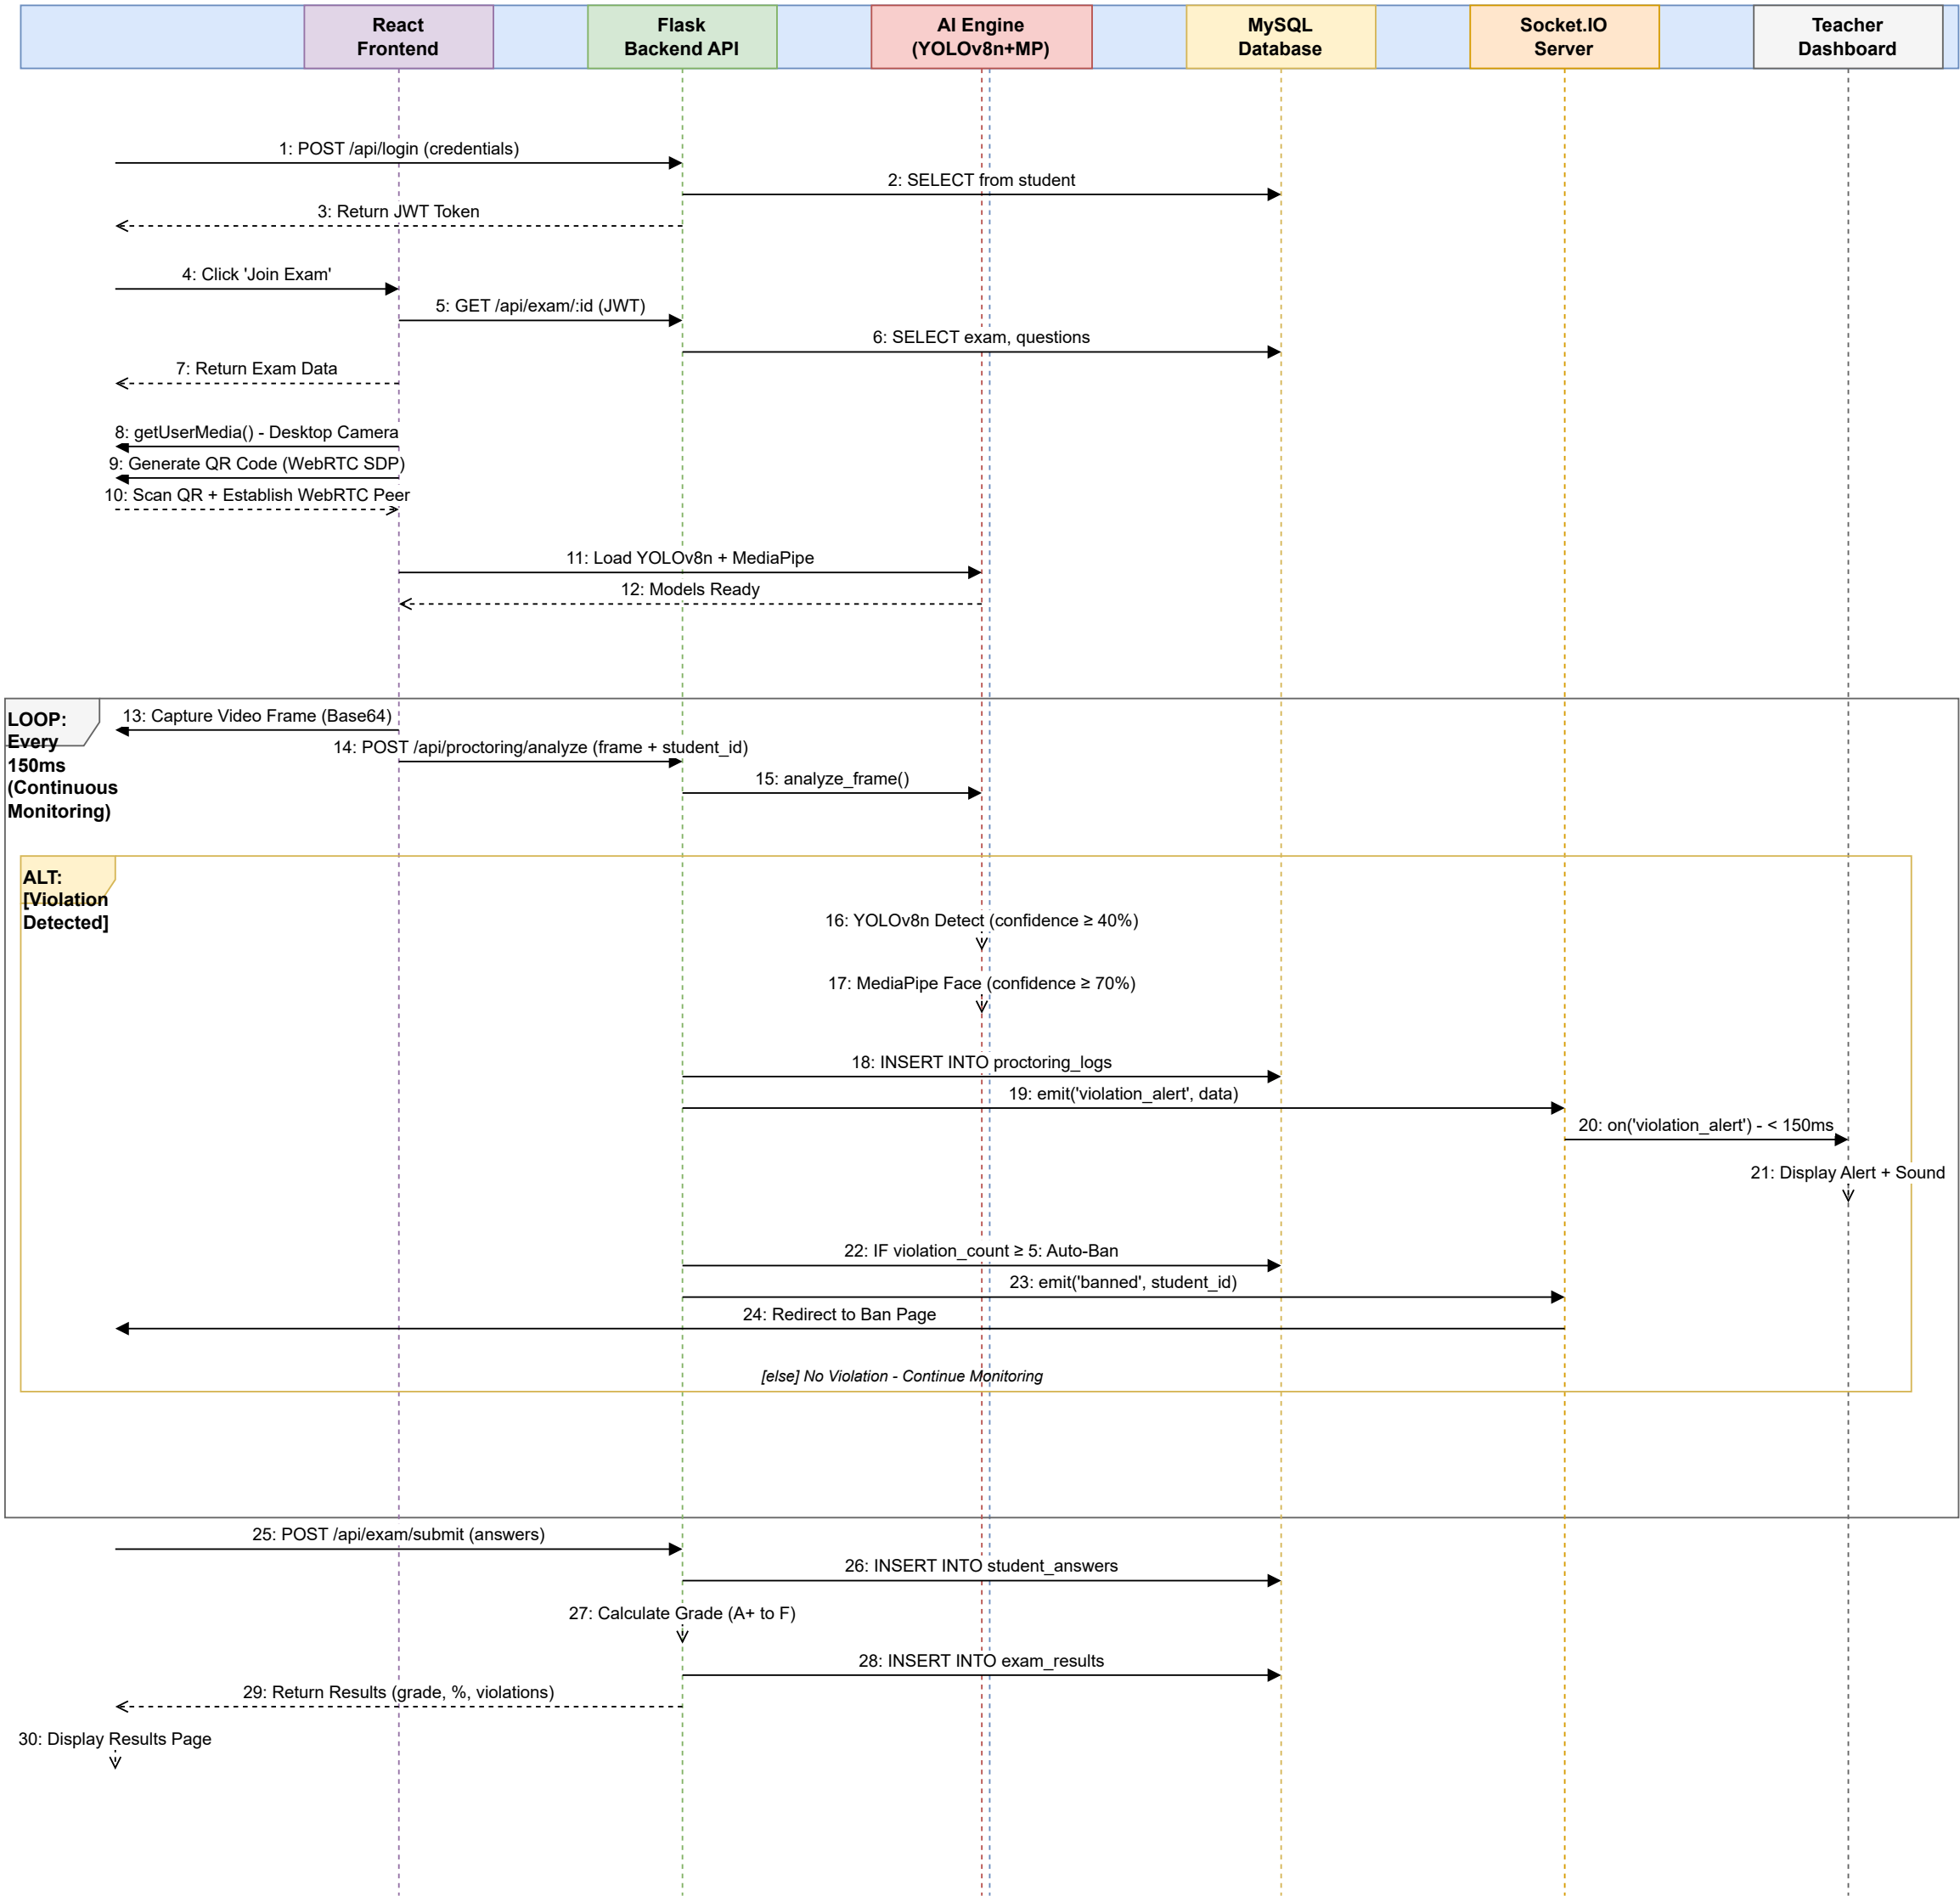 React
Frontend
Flask
Backend API
AI Engine
(YOLOv8n+MP)
MySQL
Database
Socket.IO
Server
Teacher
Dashboard
1: POST /api/login (credentials)
2: SELECT from student
3: Return JWT Token
4: Click 'Join Exam'
5: GET /api/exam/:id (JWT)
6: SELECT exam, questions
7: Return Exam Data
8: getUserMedia() - Desktop Camera
9: Generate QR Code (WebRTC SDP)
10: Scan QR + Establish WebRTC Peer
11: Load YOLOv8n + MediaPipe
12: Models Ready
LOOP:
Every
150ms
(Continuous
Monitoring)
13: Capture Video Frame (Base64)
14: POST /api/proctoring/analyze (frame + student_id)
15: analyze_frame()
ALT:
[Violation
Detected]
16: YOLOv8n Detect (confidence ≥ 40%)
17: MediaPipe Face (confidence ≥ 70%)
18: INSERT INTO proctoring_logs
19: emit('violation_alert', data)
20: on('violation_alert') - < 150ms
21: Display Alert + Sound
22: IF violation_count ≥ 5: Auto-Ban
23: emit('banned', student_id)
24: Redirect to Ban Page
[else] No Violation - Continue Monitoring
25: POST /api/exam/submit (answers)
26: INSERT INTO student_answers
27: Calculate Grade (A+ to F)
28: INSERT INTO exam_results
29: Return Results (grade, %, violations)
30: Display Results Page